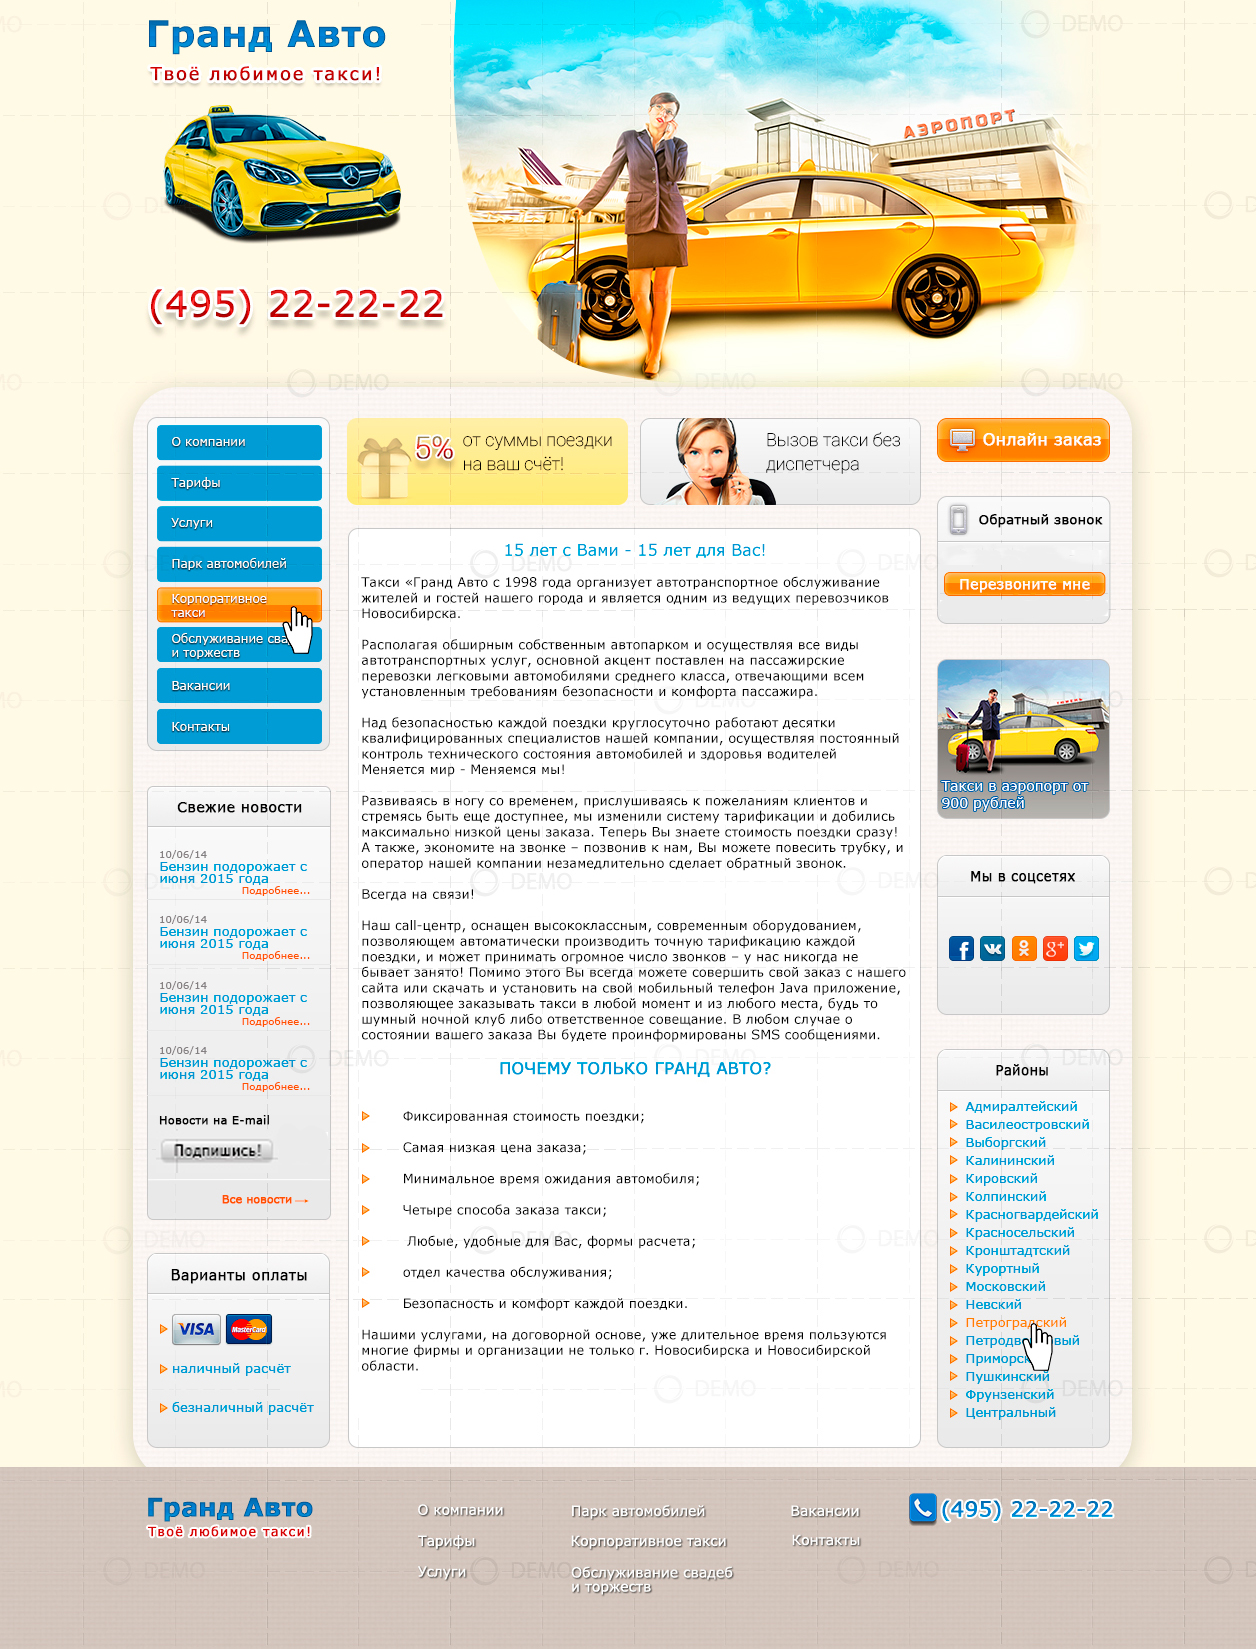 Гранд Авто
Твоё любимое такси!
TAXI
(495) 22-22-22
АЭРОПОРТ
О компании
Тарифы
Услуги
Парк автомобилей
Корпоративное
такси
Обслуживание
и торжеств
Вакансии
Контакты
5%
от суммы поездки
на ваш счёт!
Вызов такси без
диспетчера
Онлайн заказ
Обратный звонок
Перезвоните мне
Такси в аэропорт от
900 рублей
Мы в соцсетях
15 лет с Вами - 15 лет для Вас!
Такси «Гранд Авто с 1998 года организует автотранспортное обслуживание
жителей и гостей нашего города и является одним из ведущих перевозчиков
Новосибирска.
Располагая обширным собственным автопарком и осуществляя все виды
автотранспортных услуг, основной акцент поставлен на пассажирские
перевозки легковыми автомобилями среднего класса, отвечающими всем
установленным требованиям безопасности и комфорта пассажира.
Над безопасностью каждой поездки круглосуточно работают десятки
квалифицированных специалистов нашей компании, осуществляя постоянный
контроль технического состояния автомобилей и здоровья водителей
Меняется мир - Меняемся мы!
Развиваясь в ногу со временем, прислушиваясь к пожеланиям клиентов и
стремясь быть еще доступнее, мы изменили систему тарификации и добились
максимально низкой цены заказа. Теперь Вы знаете стоимость поездки сразу!
А также, экономите на звонке – позвонив к нам, Вы можете повесить трубку, и
оператор нашей компании незамедлительно сделает обратный звонок.
Всегда на связи!
Наш call-центр, оснащен высококлассным, современным оборудованием,
позволяющем автоматически производить точную тарификацию каждой
поездки, и может принимать огромное число звонков – у нас никогда не
бывает занято! Помимо этого Вы всегда можете совершить свой заказ с нашего
сайта или скачать и установить на свой мобильный телефон Java приложение,
позволяющее заказывать такси в любой момент и из любого места, будь то
шумный ночной клуб либо ответственное совещание. В любом случае о
состоянии вашего заказа Вы будете проинформированы SMS сообщениями.
ПОЧЕМУ ТОЛЬКО ГРАНД АВТО?
Фиксированная стоимость поездки;
Самая низкая цена заказа;
Минимальное время ожидания автомобиля;
Четыре способа заказа такси;
Любые, удобные для Вас, формы расчета;
отдел качества обслуживания;
Безопасность и комфорт каждой поездки.
Нашими услугами, на договорной основе, уже длительное время пользуются
многие фирмы и организации не только г. Новосибирска и Новосибирской
области.
Свежие новости
10/06/14
Бензин подорожает с
июня 2015 года
Подробнее...
10/06/14
Бензин подорожает с
июня 2015 года
Подробнее...
10/06/14
Бензин подорожает с
июня 2015 года
Подробнее...
10/06/14
Бензин подорожает с
июня 2015 года
Подробнее...
Новости на E-mail
Подпишись!
Все новости→
Варианты оплаты
VISA
MasterCard
наличный расчёт
безналичный расчёт
Районы
Адмиралтейский
Василеостровский
Выборгский
Калининский
Кировский
Колпинский
Красногвардейский
Красносельский
Кронштадтский
Курортный
Московский
Невский
Петроградский
Пушкинский
Фрунзенский
Центральный
Гранд Авто
Твоё любимое такси!
О компании
Тарифы
Услуги
Парк автомобилей
Корпоративное такси
Обслуживание свадеб
и торжеств
Вакансии
Контакты
(495) 22-22-22
DEMO